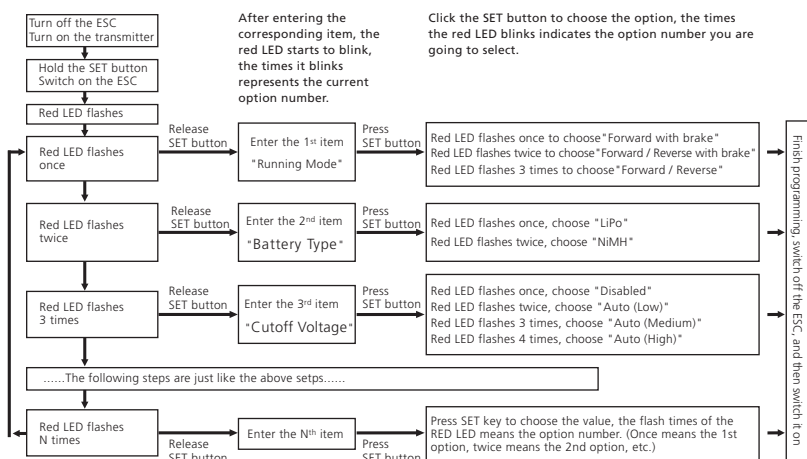 Turn off the ESC
Turn on the transmitter
After entering the
corresponding item, the
red LED starts to blink,
the times it blinks
represents the current
option number.
Click the SET button to choose the option, the times
the red LED blinks indicates the option number you are
going to select.
Hold the SET button
Switch on the ESC
Red LED flashes
Red LED flashes
once
Release
SET button
Enter the 1st item
"Running Mode"
Press
SET button
Red LED flashes once to choose"Forward with brake"
Red LED flashes twice to choose"Forward / Reverse with brake"
Red LED flashes 3 times to choose"Forward / Reverse"
Red LED flashes
twice
Release
SET button
Enter the 2nd item
"Battery Type"
Press
SET button
Red LED flashes once, choose "LiPo"
Red LED flashes twice, choose "NiMH"
Red LED flashes
3 times
Release
SET button
Enter the 3rd item
"Cutoff Voltage"
Press
SET button
Red LED flashes once, choose "Disabled"
Red LED flashes twice, choose "Auto (Low)"
Red LED flashes 3 times, choose "Auto (Medium)"
Red LED flashes 4 times, choose "Auto (High)"
......The following steps are just like the above setps......
Red LED flashes
N times
Release
SET button
Enter the Nth item
Press
SET button
Press SET key to choose the value, the flash times of the
RED LED means the option number. (Once means the 1st
option, twice means the 2nd option, etc.)
Finish programming, switch off the ESC, and then switch it on